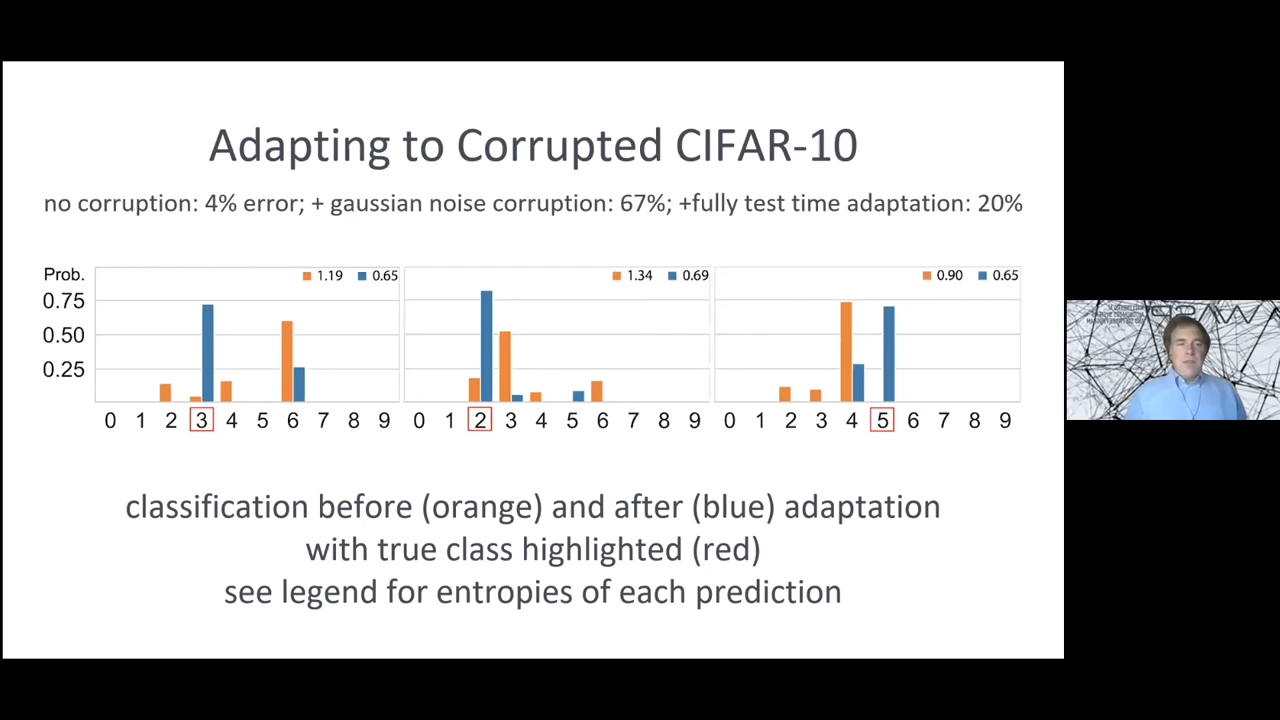 Adapting to Corrupted CIFAR-10
no corruption: 4% error; + gaussian noise corruption: 67%; +fully test time adaptation: 20%
Prob. 1.19 0.65 1.34 0.69 0.90 0.65
0.75
0.50
0.25
0 1 2 3 4 5 6 7 8 9 0 1 2 3 4 5 6 7 8 9 0 1 2 3 4 5 6 7 8 9
classification before (orange) and after (blue) adaptation
with true class highlighted (red)
see legend for entropies of each prediction